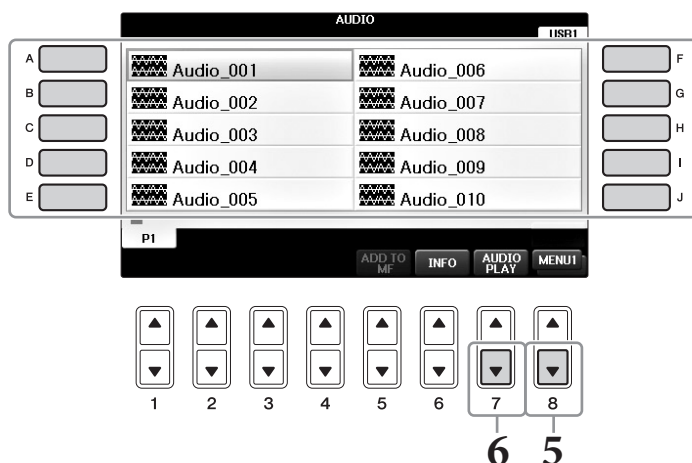 AUDIO
USB1
A Audio_001 Audio_006 F
B Audio_002 Audio_007 G
C Audio_003 Audio_008 H
D Audio_004 Audio_009 I
E Audio_005 Audio_010 J
P1
ADD TO MF INFO AUDIO PLAY MENU1
1 2 3 4 5 6 7 8
6 5